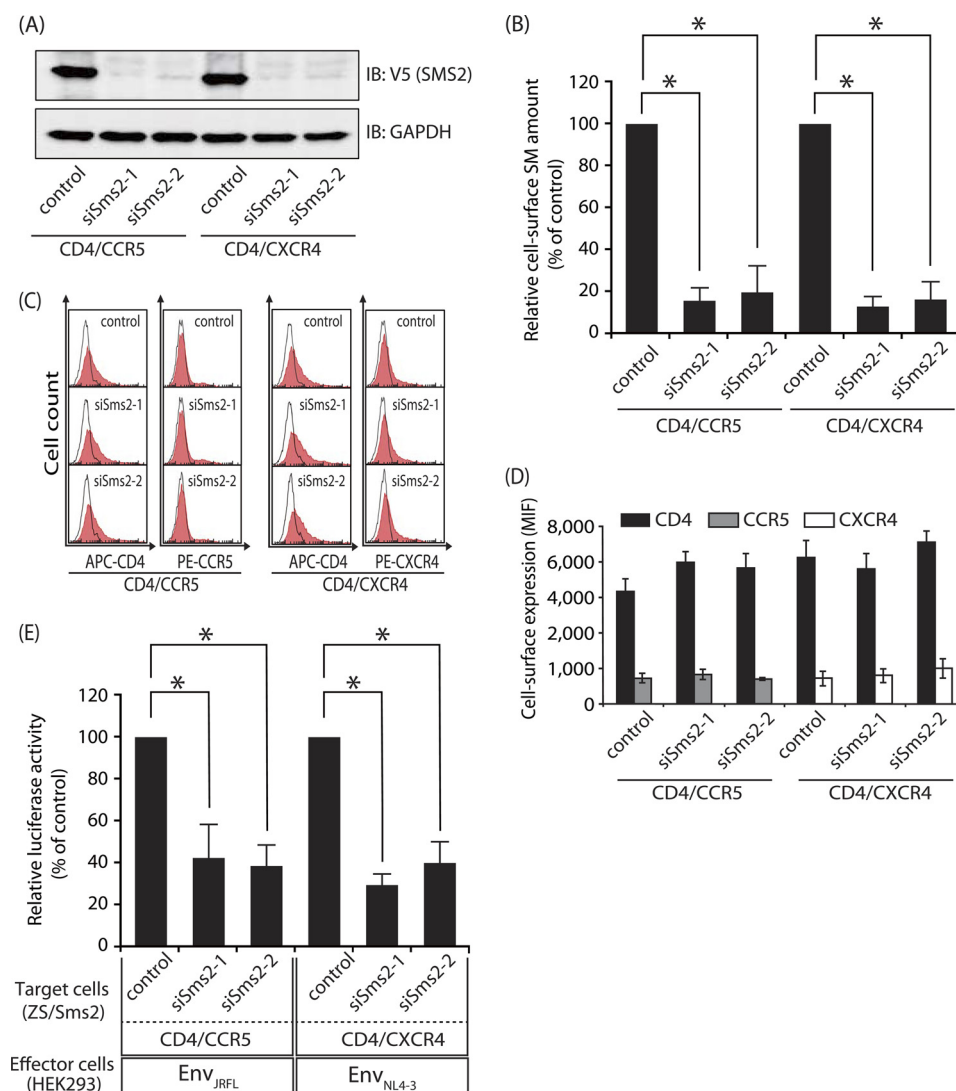 (A)
IB: V5 (SMS2)
IB: GAPDH
control
siSms2-1
siSms2-2
control
siSms2-1
siSms2-2
CD4/CCR5
CD4/CXCR4
(B)
Relative cell-surface SM amount
(% of control)
120
100
80
60
40
20
0
*
*
*
*
control
siSms2-1
siSms2-2
control
siSms2-1
siSms2-2
CD4/CCR5
CD4/CXCR4
(C)
Cell count
control
control
control
control
siSms2-1
siSms2-1
siSms2-1
siSms2-1
siSms2-2
siSms2-2
siSms2-2
siSms2-2
APC-CD4
PE-CCR5
APC-CD4
PE-CXCR4
CD4/CCR5
CD4/CXCR4
(D)
CD4
CCR5
CXCR4
Cell-surface expression (MIF)
8,000
6,000
4,000
2,000
1,000
0
control
siSms2-1
siSms2-2
control
siSms2-1
siSms2-2
CD4/CCR5
CD4/CXCR4
(E)
Relative luciferase activity
(% of control)
120
100
80
60
40
20
0
*
*
*
*
control
siSms2-1
siSms2-2
control
siSms2-1
siSms2-2
Target cells
(ZS/Sms2)
CD4/CCR5
CD4/CXCR4
Effector cells
(HEK293)
Env JRFL
Env NL4-3